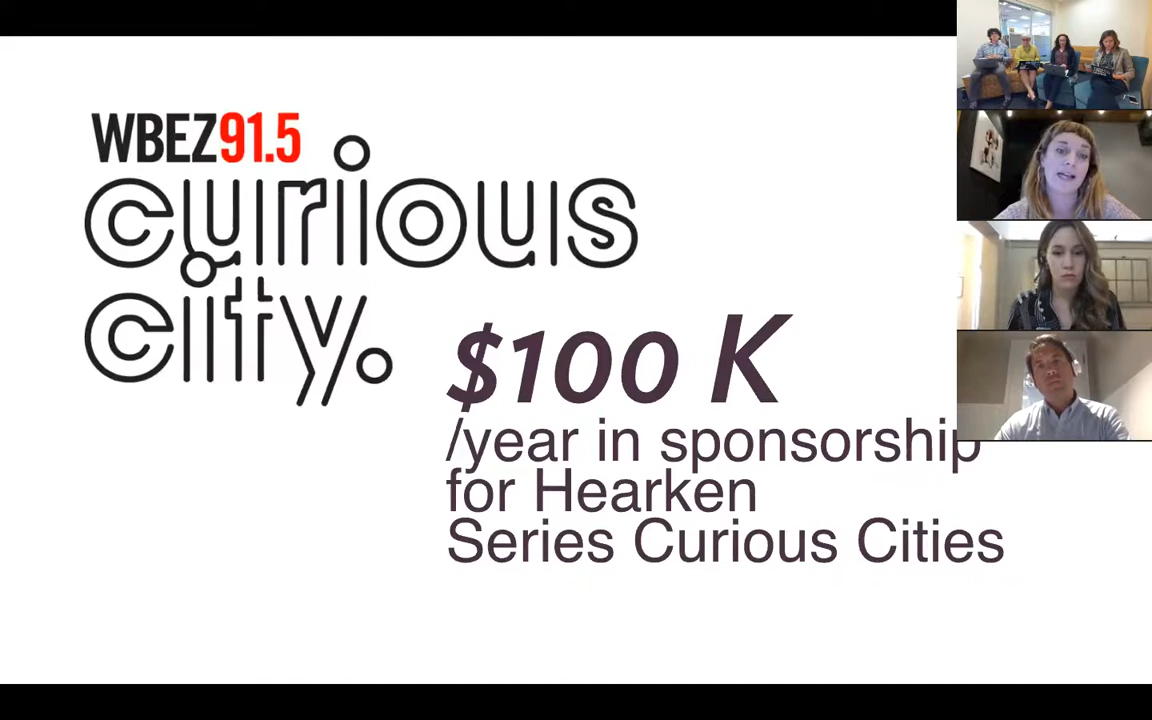 WBEZ91.5
curious
city.
$100 K
/year in sponsorship
for Hearken
Series Curious Cities